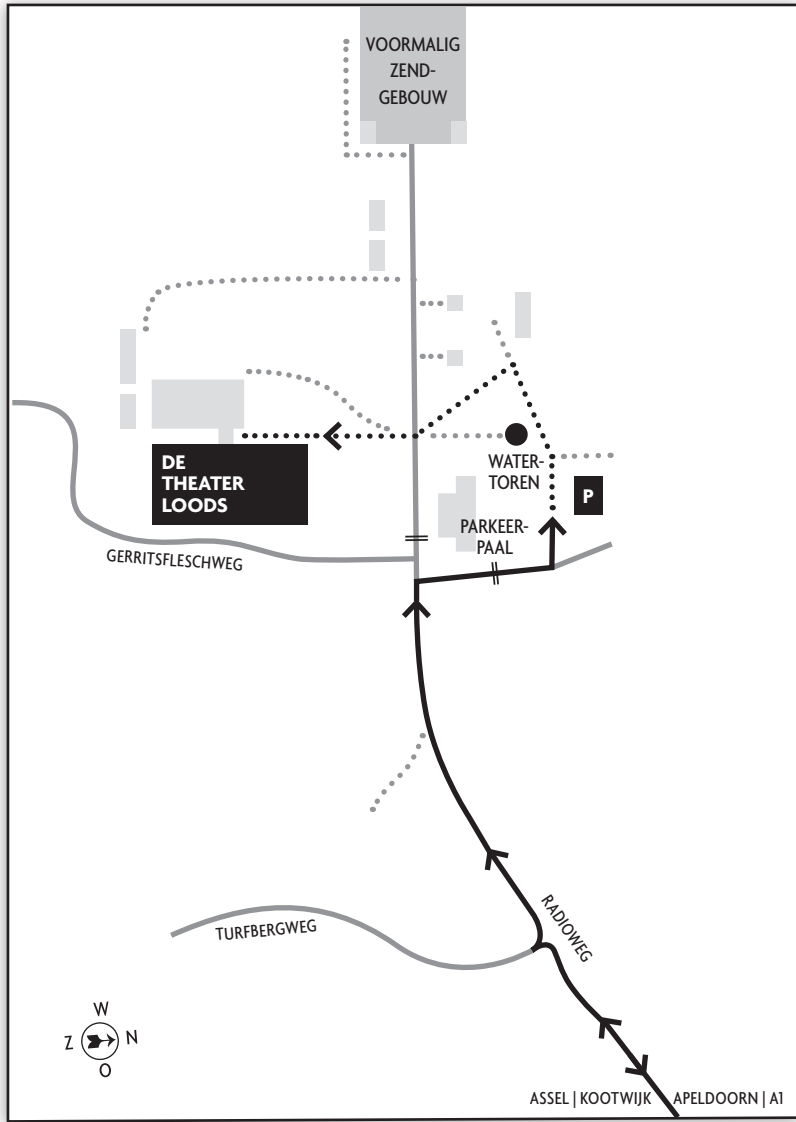 VOORMALIG
ZEND-
GEBOUW
DE
THEATER
LOODS
WATER-
TOREN
P
PARKEER-
PAAL
GERRITSFLESCHWEG
RADIOWEG
TURFBERGWEG
W
Z N
O
ASSEL | KOOTWIJK APELDOORN | A1